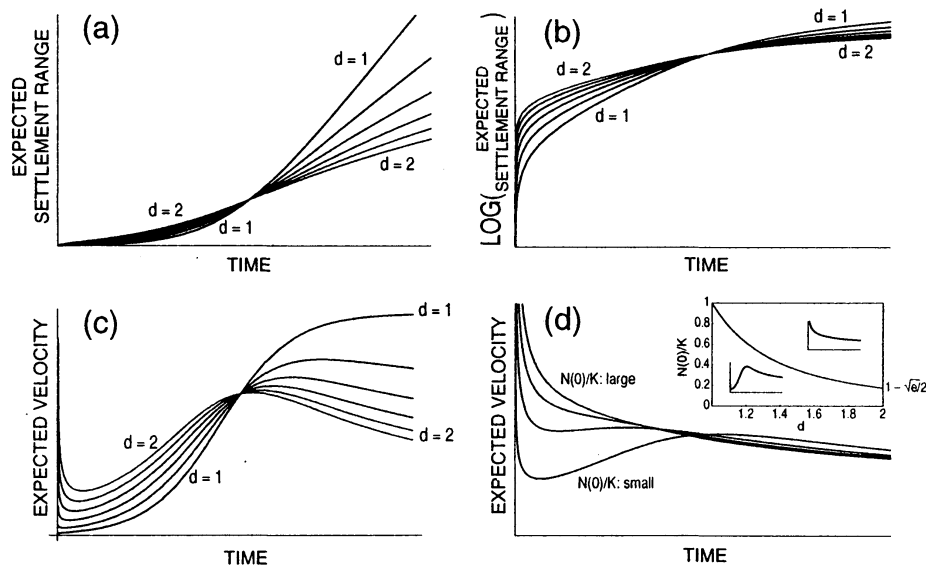 (a)
EXPECTED
SETTLEMENT RANGE
d = 1
d = 2
d = 2
d = 1
TIME
(b)
LOG(EXPECTED
SETTLEMENT RANGE)
d = 1
d = 2
d = 2
d = 1
TIME
(c)
EXPECTED VELOCITY
d = 1
d = 2
d = 2
d = 1
TIME
(d)
EXPECTED VELOCITY
N(0)/K: large
N(0)/K: small
TIME
N(0)/K
1
0.8
0.6
0.4
0.2
0
1.2
1.4
1.6
1.8
2
d
1 – √e/2